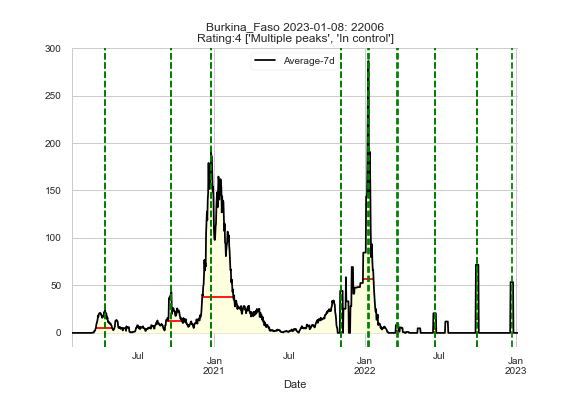 Burkina_Faso 2023-01-08: 22006
Rating:4 ['Multiple peaks', 'In control']
Average-7d
300
250
200
150
100
50
0
Jul
Jan
2021
Jul
Jan
2022
Jul
Jan
2023
Date